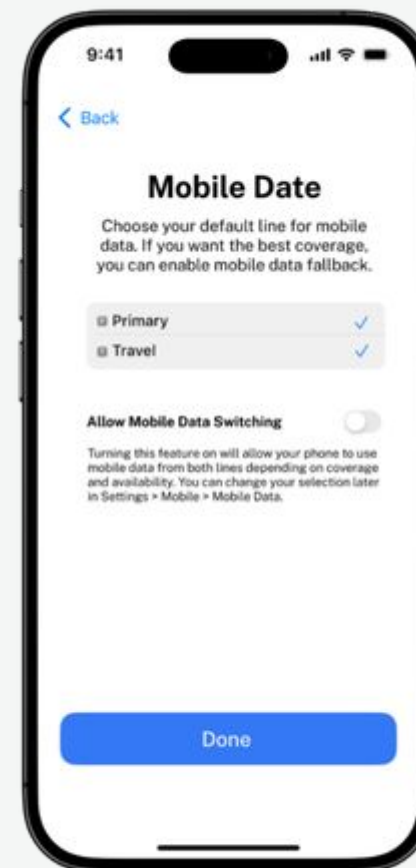 9:41
Back
Mobile Date
Choose your default line for mobile
data. If you want the best coverage,
you can enable mobile data fallback.
Primary
Travel
Allow Mobile Data Switching
Turning this feature on will allow your phone to use
mobile data from both lines depending on coverage
and availability. You can change your selection later
in Settings > Mobile > Mobile Data.
Done